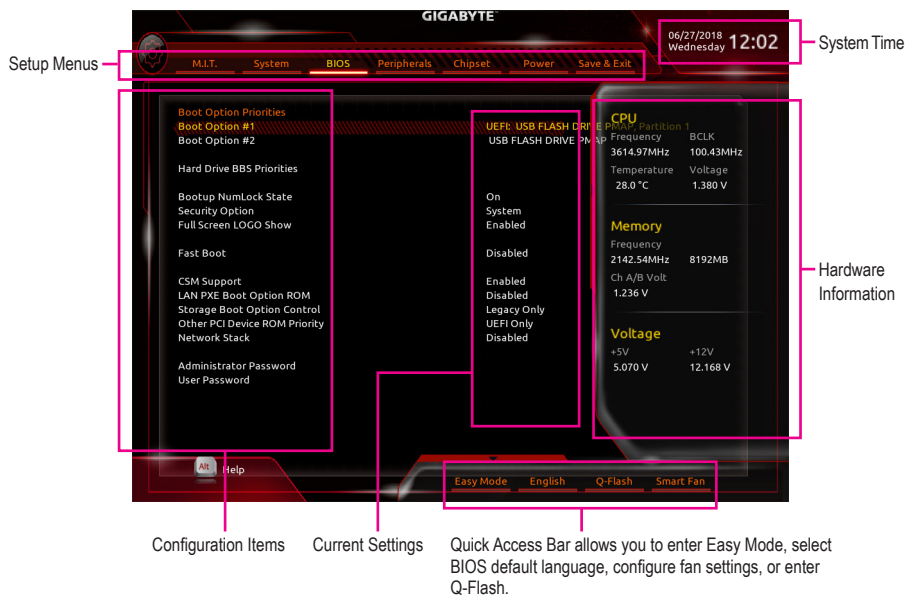 GIGABYTE™
06/27/2018
Wednesday 12:02
System Time
Setup Menus
M.I.T. System BIOS Peripherals Chipset Power Save & Exit
Boot Option Priorities
Boot Option #1 UEFI: USB FLASH DRIVE PMAP, Partition 1
Boot Option #2 USB FLASH DRIVE PMAP
Hard Drive BBS Priorities
Bootup NumLock State On
Security Option System
Full Screen LOGO Show Enabled
Fast Boot Disabled
CSM Support Enabled
LAN PXE Boot Option ROM Disabled
Storage Boot Option Control Legacy Only
Other PCI Device ROM Priority UEFI Only
Network Stack Disabled
Administrator Password
User Password
CPU
Frequency BCLK
3614.97MHz 100.43MHz
Temperature Voltage
28.0 °C 1.380 V
Memory
Frequency
2142.54MHz 8192MB
Ch A/B Volt
1.236 V
Voltage
+5V +12V
5.070 V 12.168 V
Hardware
Information
Alt Help
Easy Mode English Q-Flash Smart Fan
Configuration Items
Current Settings
Quick Access Bar allows you to enter Easy Mode, select
BIOS default language, configure fan settings, or enter
Q-Flash.